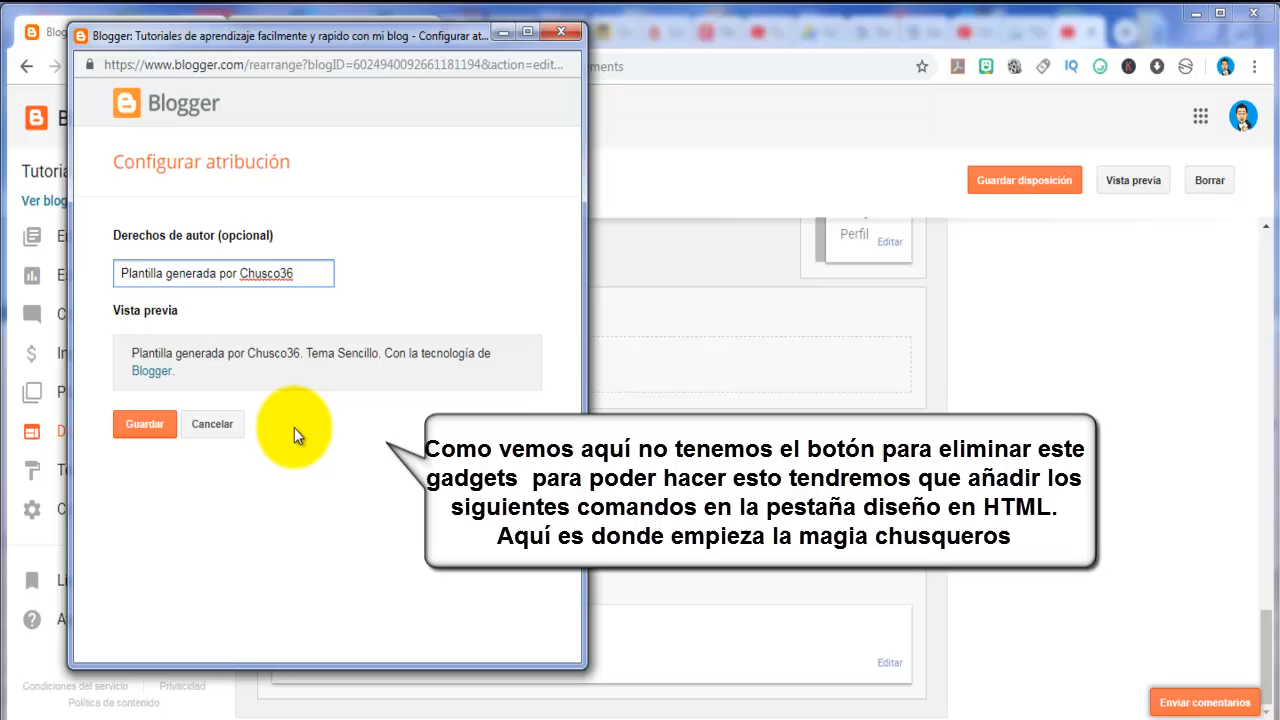 Blog
Blogger: Tutoriales de aprendizaje facilmente y rapido con mi blog - Configurar at...
https://www.blogger.com/rearrange?blogID=6024940092661181194&action=edit...
ements
IQ
K
Blogger
B
Configurar atribución
Tutoria
Guardar disposición
Vista previa
Borrar
Ver blog
Derechos de autor (opcional)
Perfil
Editar
Plantilla generada por Chusco36
Vista previa
Plantilla generada por Chusco36. Tema Sencillo. Con la tecnología de
Blogger.
Guardar
Cancelar
Como vemos aquí no tenemos el botón para eliminar este
gadgets para poder hacer esto tendremos que añadir los
siguientes comandos en la pestaña diseño en HTML.
Aquí es donde empieza la magia chusqueros
Editar
Condiciones del servicio
Privacidad
Política de contenido
Enviar comentarios